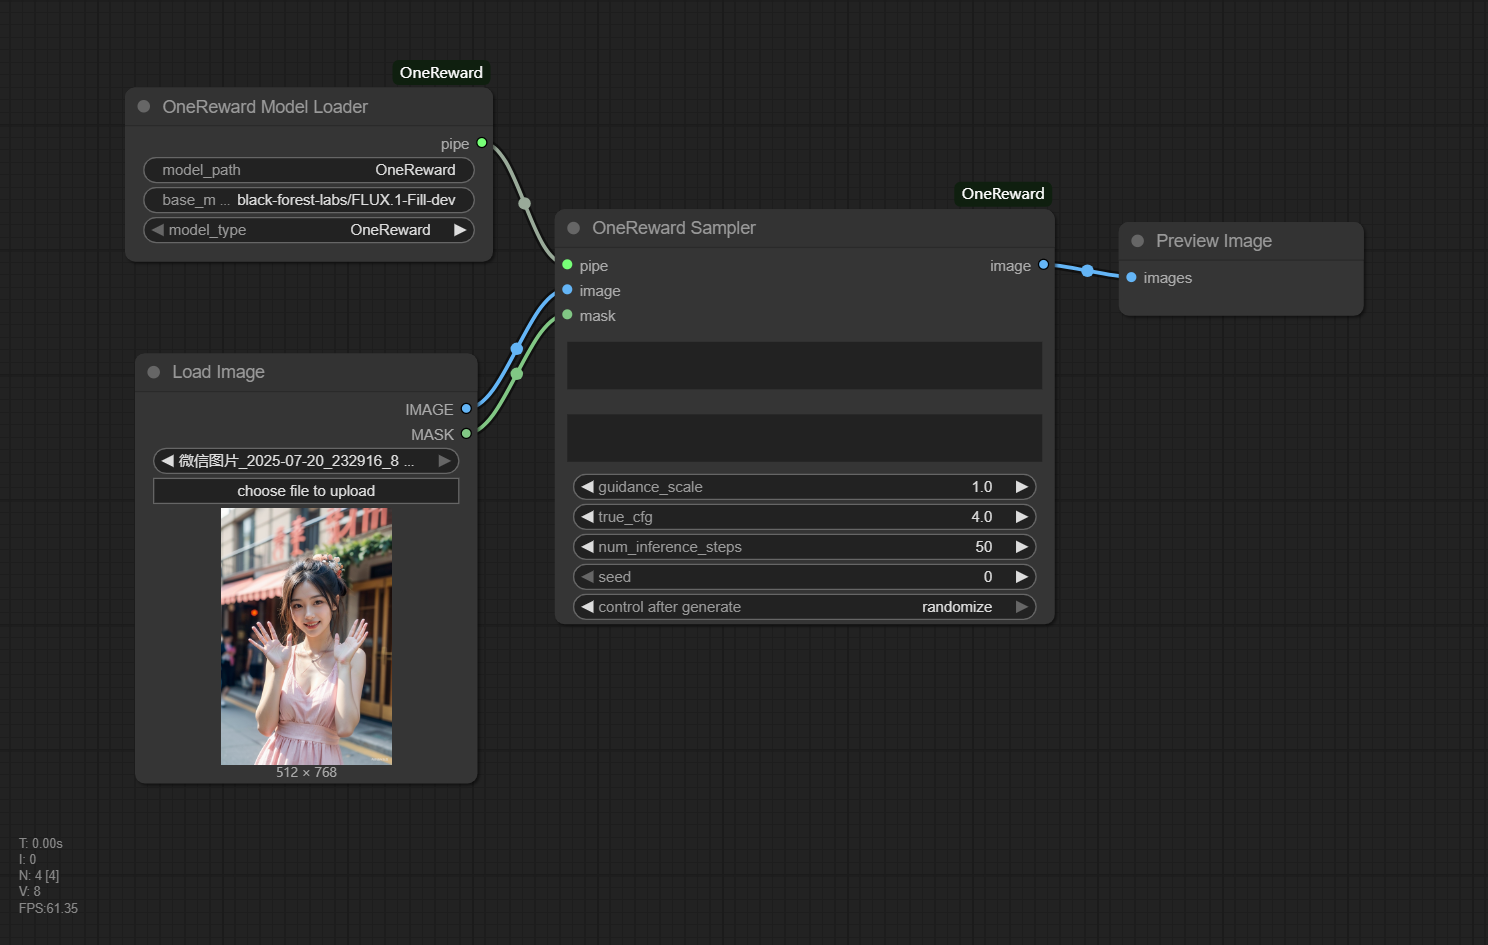 OneReward
OneReward Model Loader
pipe
model_path OneReward
base_m ... black-forest-labs/FLUX.1-Fill-dev
model_type OneReward
OneReward
OneReward Sampler
pipe image
image
mask
guidance_scale 1.0
true_cfg 4.0
num_inference_steps 50
seed 0
control after generate randomize
Preview Image
images
Load Image
IMAGE
MASK
微信图片_2025-07-20_232916_8 ...
choose file to upload
512 × 768
T: 0.00s
I: 0
N: 4 [4]
V: 8
FPS:61.35